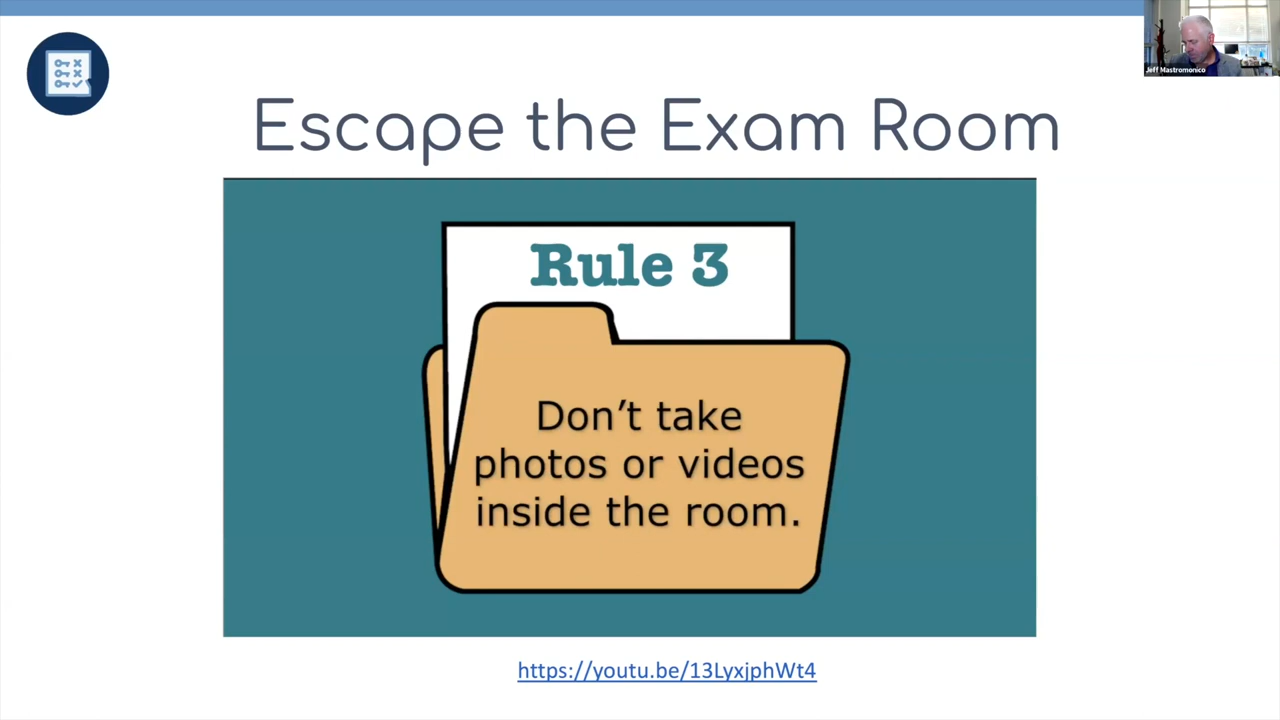 Jeff Mastromonico
Escape the Exam Room
Rule 3
Don’t take
photos or videos
inside the room.
https://youtu.be/13LyxjphWt4